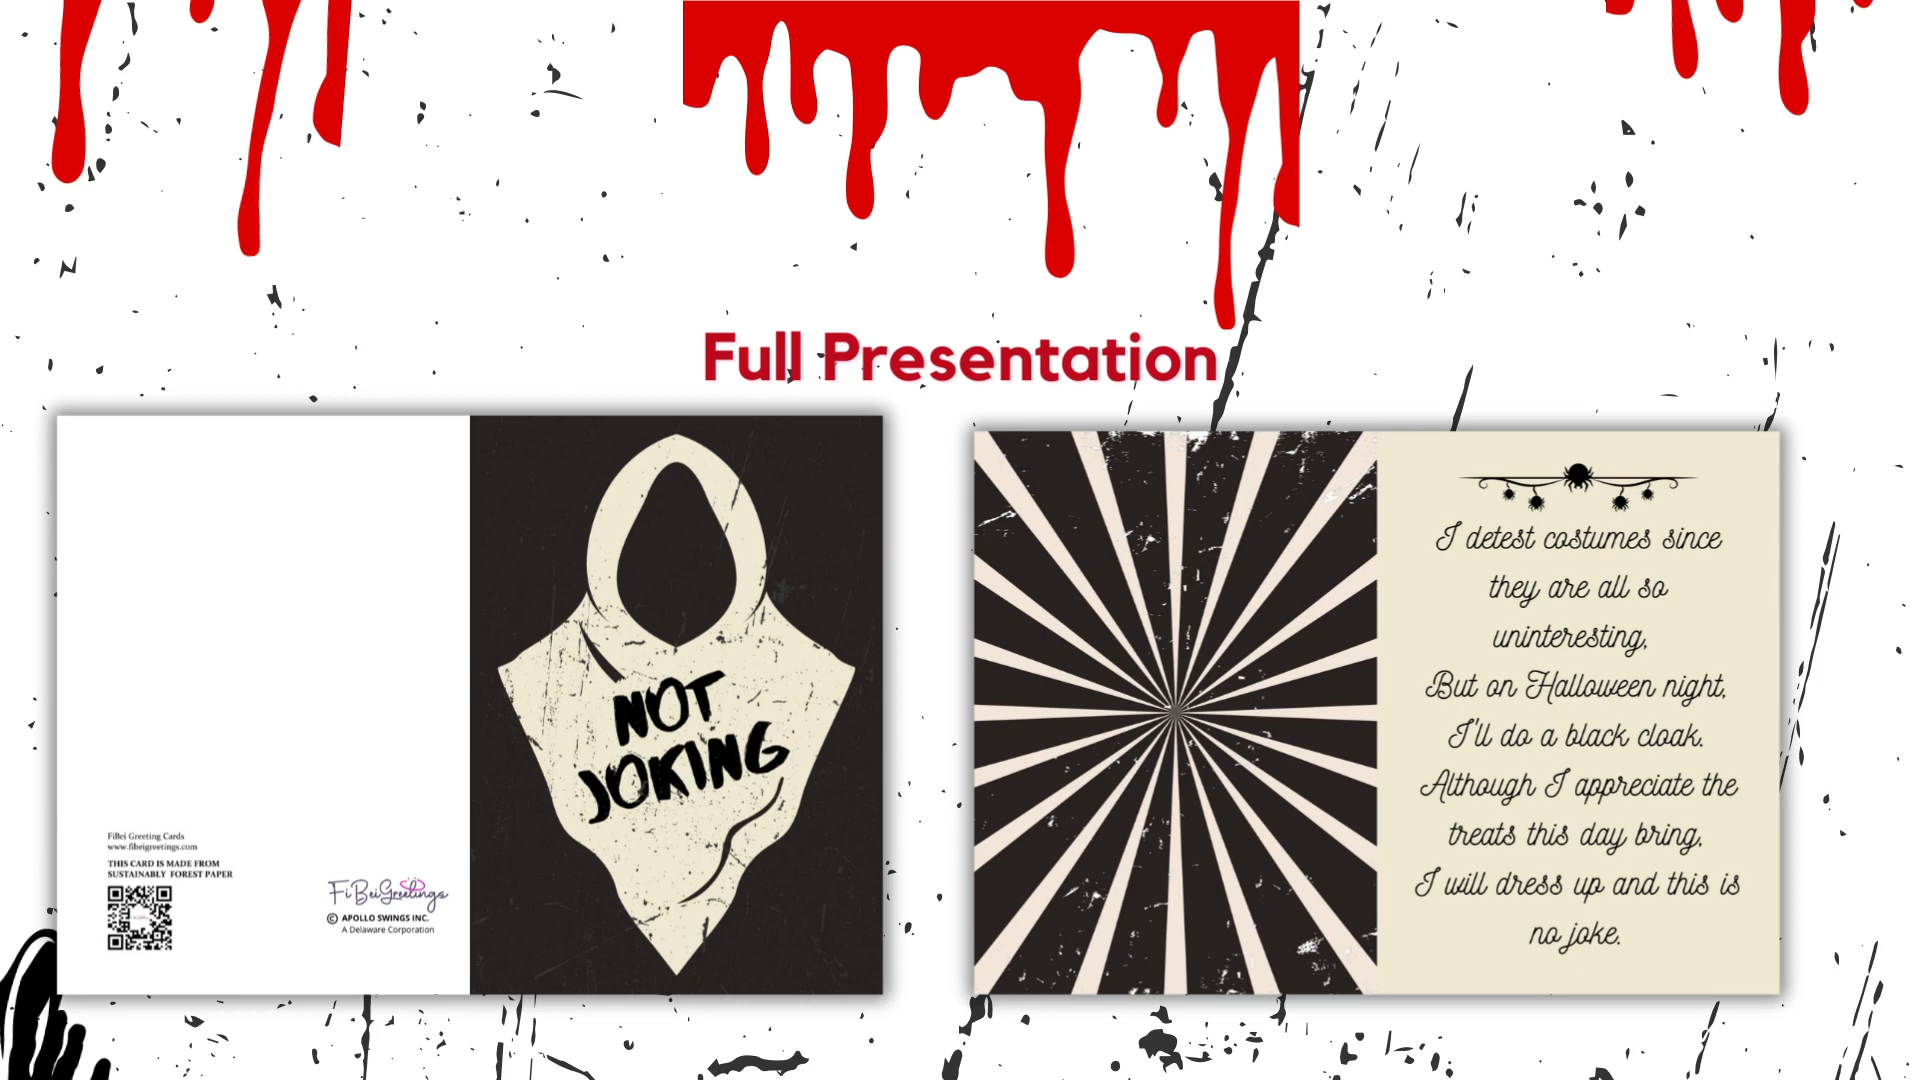 Full Presentation
FiBei Greeting Cards
www.fibeigreetings.com
THIS CARD IS MADE FROM
SUSTAINABLY FOREST PAPER
FiBeiGreetings
© APOLLO SWINGS INC.
A Delaware Corporation
NOT
JOKING
I detest costumes since
they are all so
uninteresting,
But on Halloween night,
I'll do a black cloak.
Although I appreciate the
treats this day bring,
I will dress up and this is
no joke.